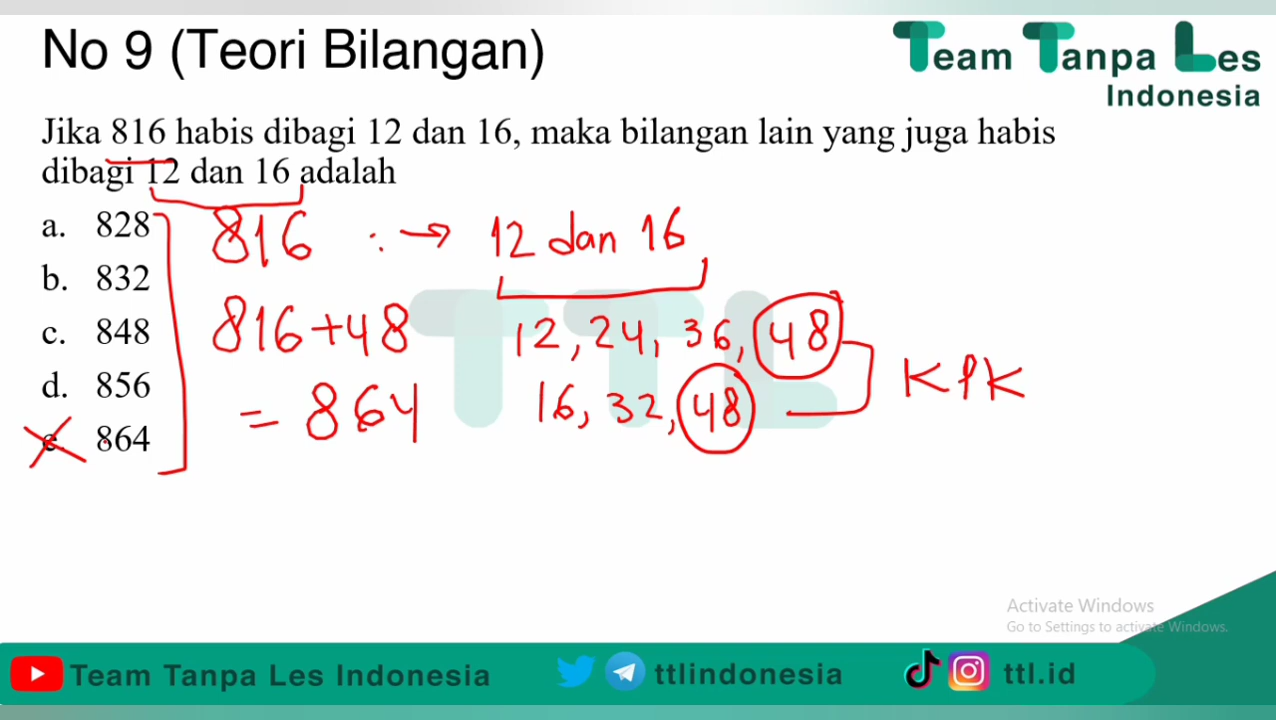 No 9 (Teori Bilangan)
Team Tanpa Les
Indonesia
Jika 816 habis dibagi 12 dan 16, maka bilangan lain yang juga habis
dibagi 12 dan 16 adalah
a. 828
b. 832
c. 848
d. 856
e. 864
816 : → 12 dan 16
816+48 12, 24, 36, 48
= 864 16, 32, 48
KPK
TTL
Activate Windows
Go to Settings to activate Windows.
Team Tanpa Les Indonesia ttlindonesia ttl.id